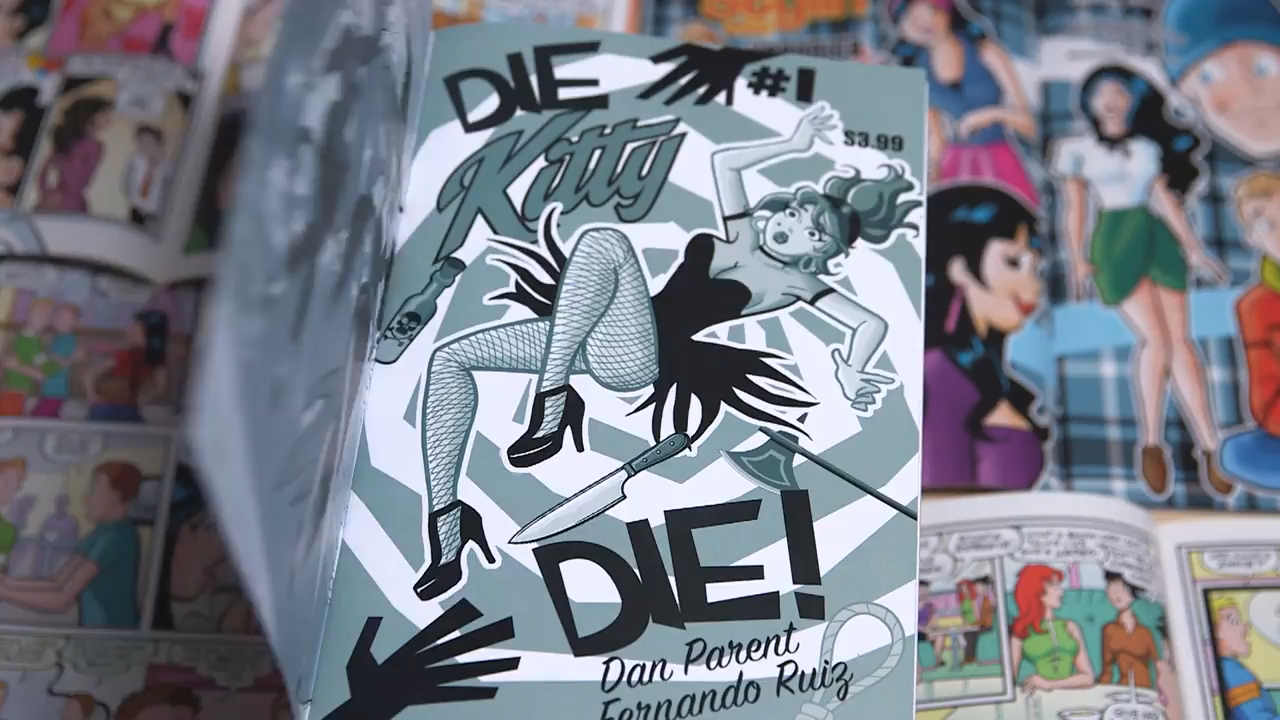 DIE
#1
Kitty
$3.99
DIE!
Dan Parent
Fernando Ruiz